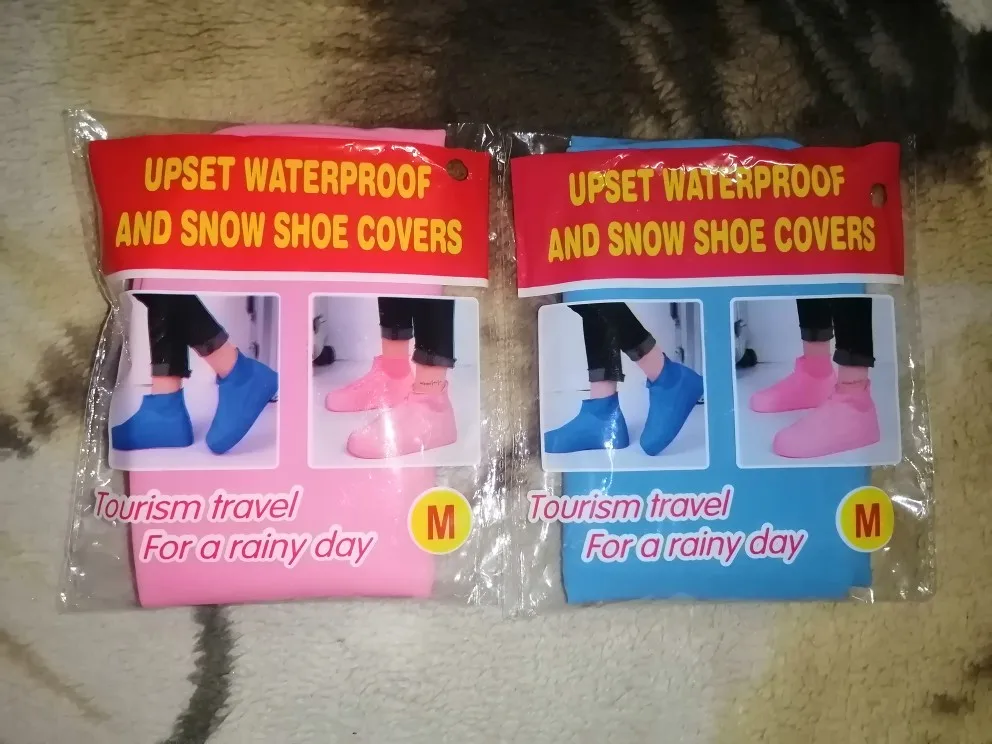 UPSET WATERPROOF
AND SNOW SHOE COVERS
Tourism travel
For a rainy day
M
UPSET WATERPROOF
AND SNOW SHOE COVERS
Tourism travel
For a rainy day
M